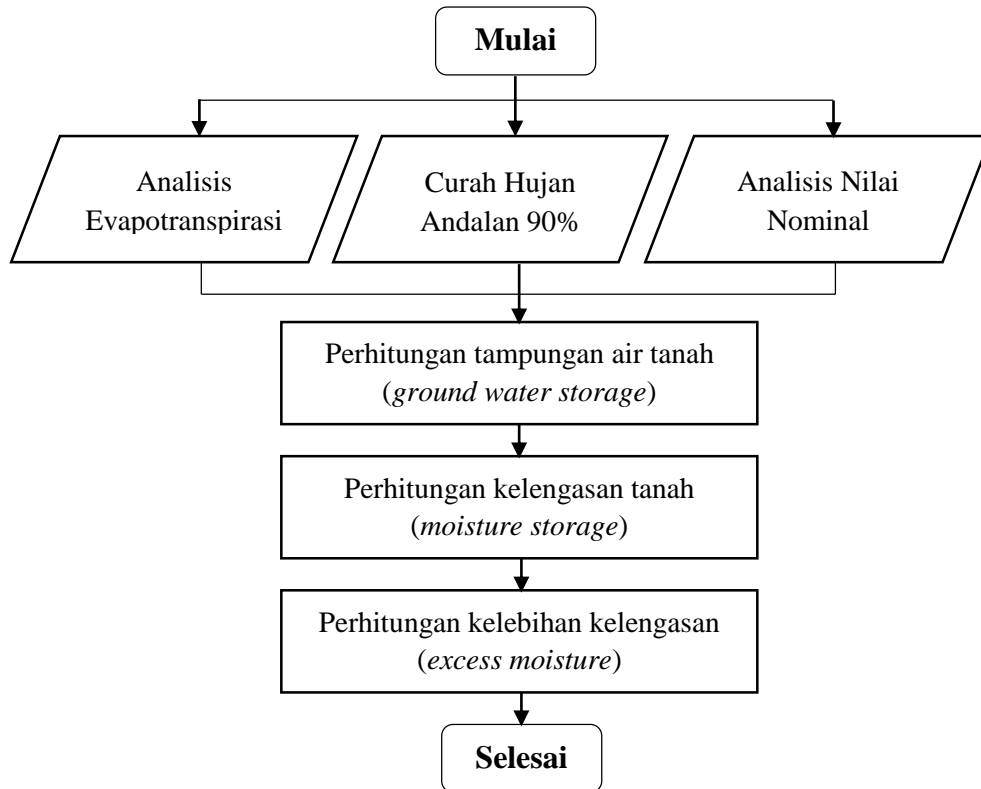 Mulai
Analisis
Evapotranspirasi
Curah Hujan
Andalan 90%
Analisis Nilai
Nominal
Perhitungan tampungan air tanah
(ground water storage)
Perhitungan kelengasan tanah
(moisture storage)
Perhitungan kelebihan kelengasan
(excess moisture)
Selesai